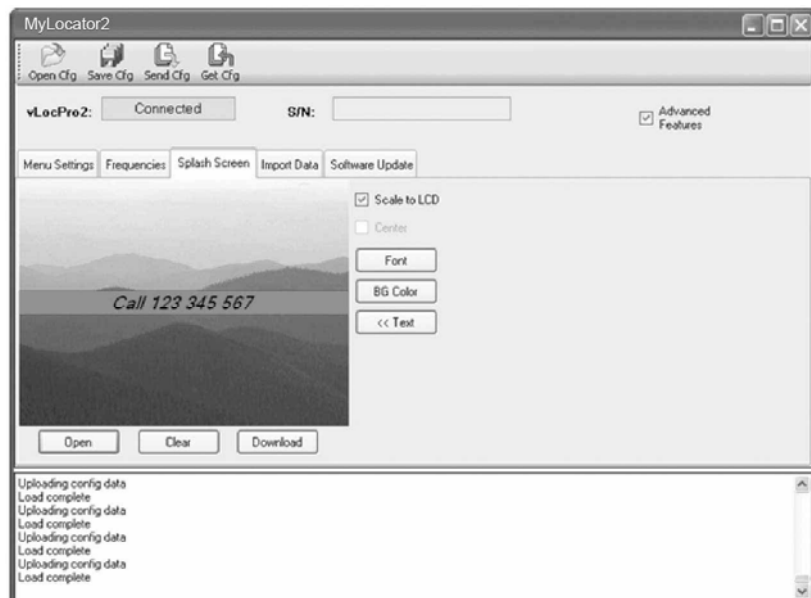 MyLocator2
Open Cfg Save Cfg Send Cfg Get Cfg
vLocPro2: Connected S/N: Advanced Features
Menu Settings Frequencies Splash Screen Import Data Software Update
Scale to LCD
Center
Font
Call 123 345 567 BG Color
<< Text
Open Clear Download
Uploading config data
Load complete
Uploading config data
Load complete
Uploading config data
Load complete
Uploading config data
Load complete